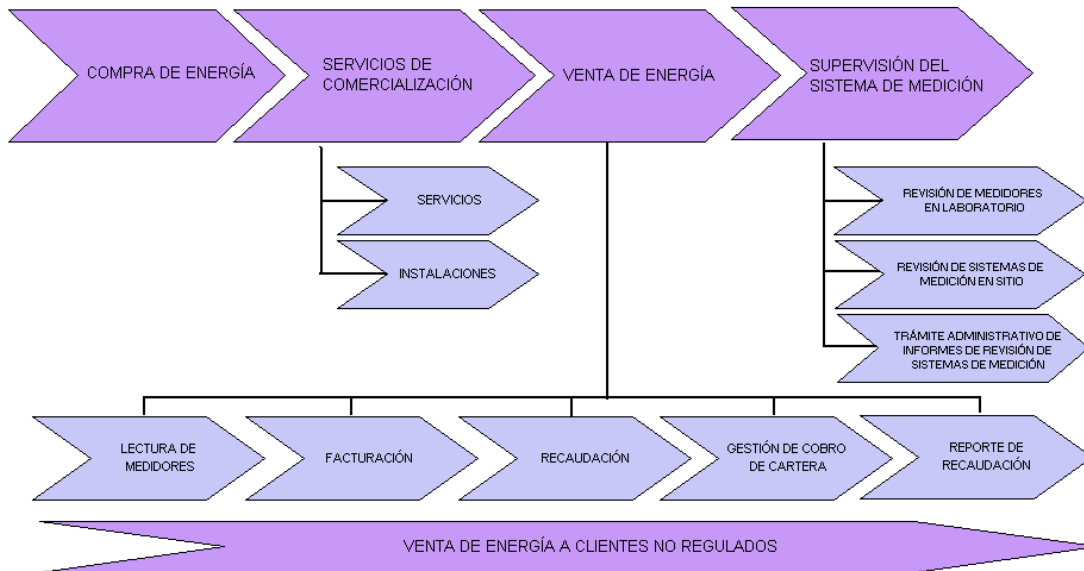 COMPRA DE ENERGÍA
SERVICIOS DE
COMERCIALIZACIÓN
VENTA DE ENERGÍA
SUPERVISIÓN DEL
SISTEMA DE MEDICIÓN
SERVICIOS
INSTALACIONES
REVISIÓN DE MEDIDORES
EN LABORATORIO
REVISIÓN DE SISTEMAS DE
MEDICIÓN EN SITIO
TRÁMITE ADMINISTRATIVO DE
INFORMES DE REVISIÓN DE
SISTEMAS DE MEDICIÓN
LECTURA DE
MEDIDORES
FACTURACIÓN
RECAUDACIÓN
GESTIÓN DE COBRO
DE CARTERA
REPORTE DE
RECAUDACIÓN
VENTA DE ENERGÍA A CLIENTES NO REGULADOS